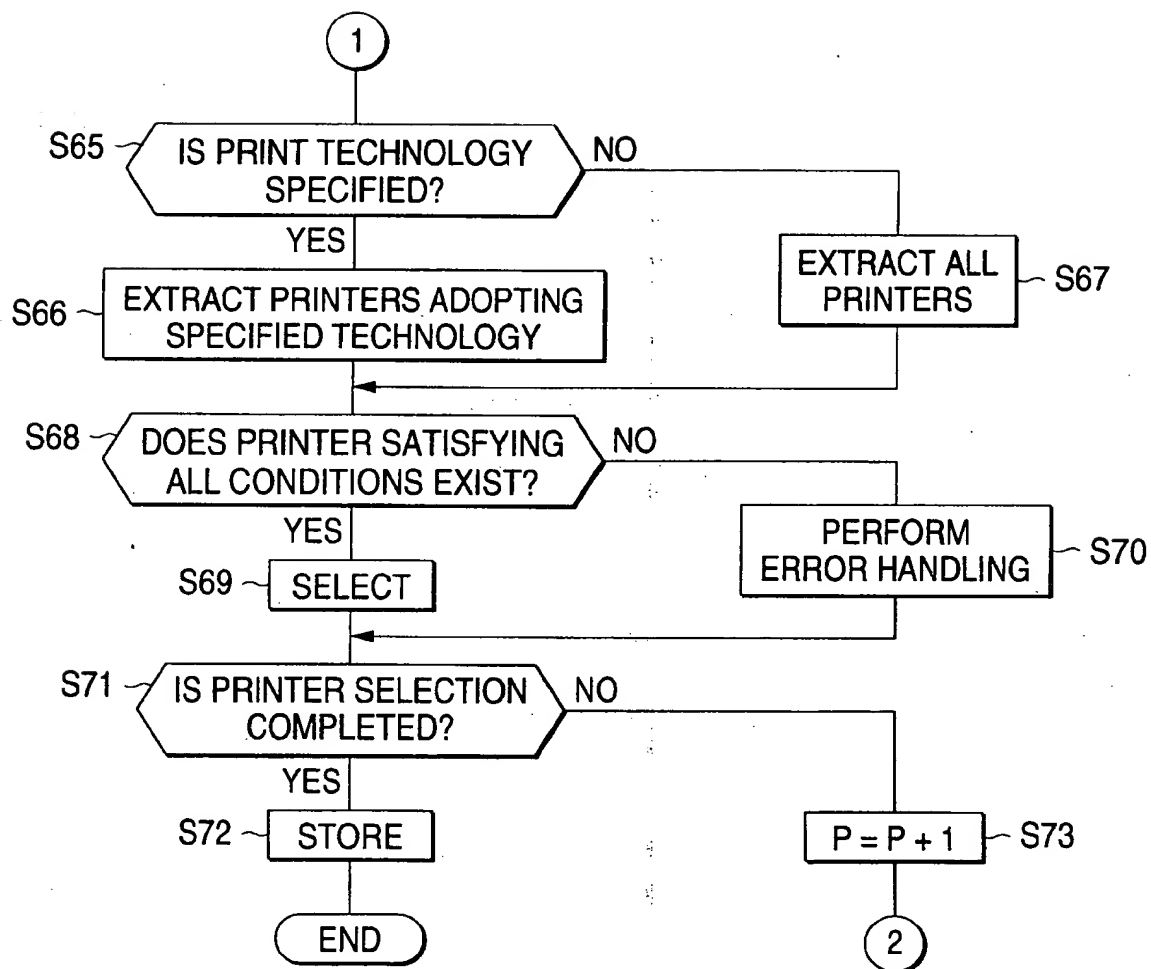 1
S65
IS PRINT TECHNOLOGY
SPECIFIED?
NO
YES
S66
EXTRACT PRINTERS ADOPTING
SPECIFIED TECHNOLOGY
EXTRACT ALL
PRINTERS
S67
S68
DOES PRINTER SATISFYING
ALL CONDITIONS EXIST?
NO
YES
S69
SELECT
PERFORM
ERROR HANDLING
S70
S71
IS PRINTER SELECTION
COMPLETED?
NO
YES
S72
STORE
P = P + 1
S73
END
2